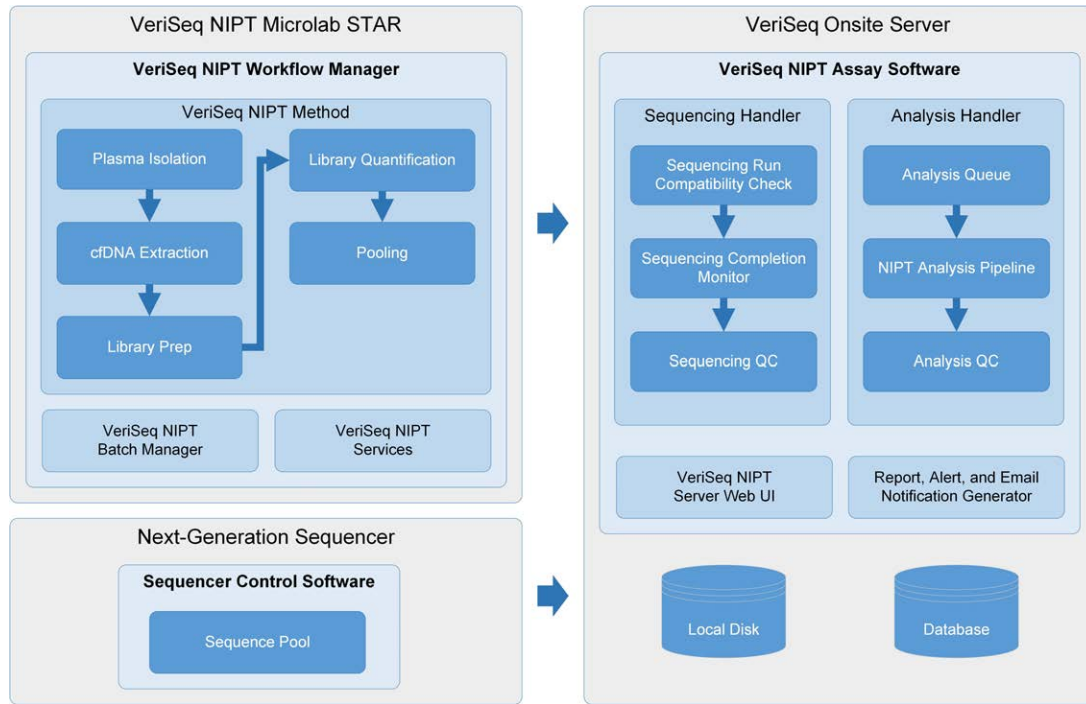 VeriSeq NIPT Microlab STAR
VeriSeq NIPT Workflow Manager
VeriSeq NIPT Method
Plasma Isolation
cfDNA Extraction
Library Prep
Library Quantification
Pooling
VeriSeq NIPT
Batch Manager
VeriSeq NIPT
Services
Next-Generation Sequencer
Sequencer Control Software
Sequence Pool
VeriSeq Onsite Server
VeriSeq NIPT Assay Software
Sequencing Handler
Sequencing Run
Compatibility Check
Sequencing Completion
Monitor
Sequencing QC
Analysis Handler
Analysis Queue
NIPT Analysis Pipeline
Analysis QC
VeriSeq NIPT
Server Web UI
Report, Alert, and Email
Notification Generator
Local Disk
Database